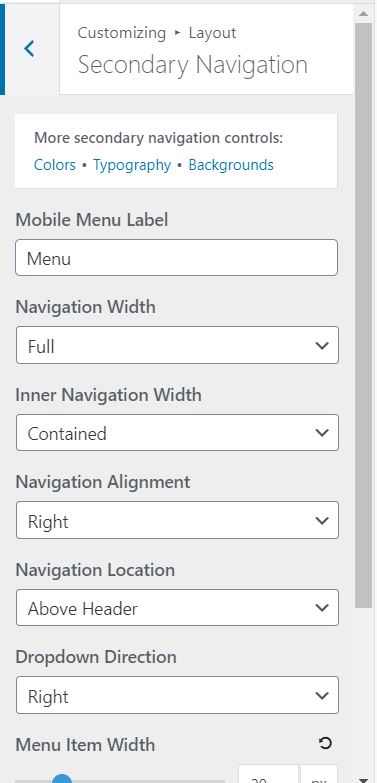 Customizing ▸ Layout
Secondary Navigation
More secondary navigation controls:
Colors • Typography • Backgrounds
Mobile Menu Label
Menu
Navigation Width
Full
Inner Navigation Width
Contained
Navigation Alignment
Right
Navigation Location
Above Header
Dropdown Direction
Right
Menu Item Width